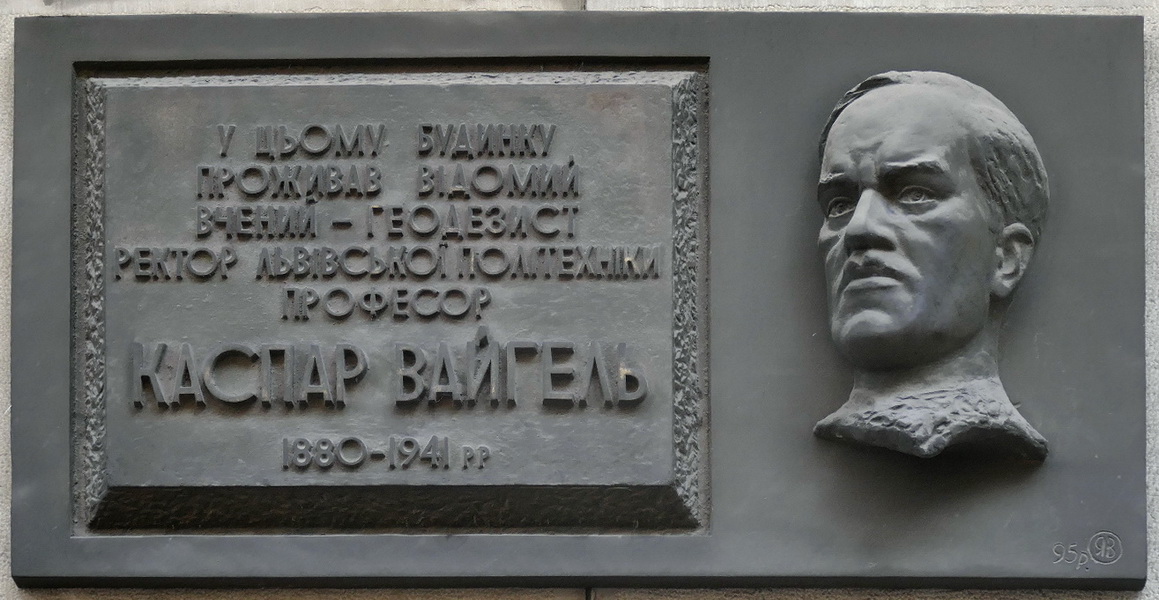 У ЦЬОМУ БУДИНКУ
ПРОЖИВАВ ВІДОМИЙ
ВЧЕНИЙ – ГЕОДЕЗИСТ
РЕКТОР ЛЬВІВСЬКОЇ ПОЛІТЕХНІКИ
ПРОФЕСОР
КАСПАР ВАЙГЕЛЬ
1880-1941 РР
95р.